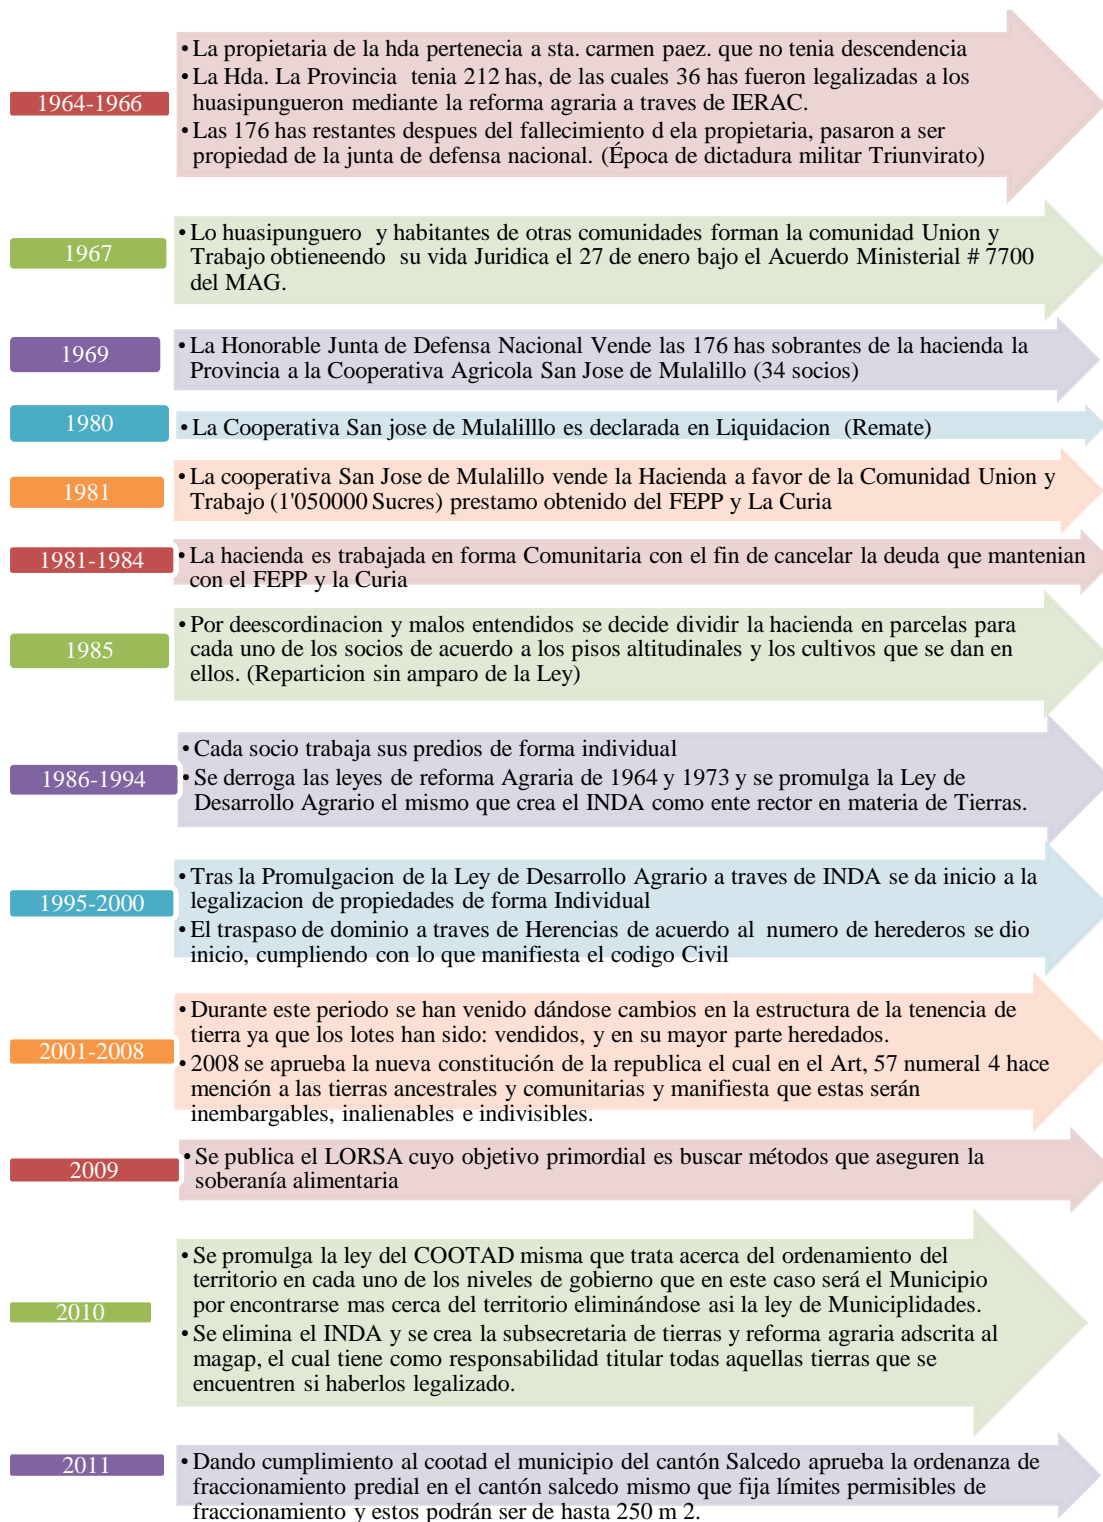 1964-1966
• La propietaria de la hda pertenecia a sta. carmen paez. que no tenia descendencia
• La Hda. La Provincia tenia 212 has, de las cuales 36 has fueron legalizadas a los
huasipungueron mediante la reforma agraria a traves de IERAC.
• Las 176 has restantes despues del fallecimiento d ela propietaria, pasaron a ser
propiedad de la junta de defensa nacional. (Época de dictadura militar Triunvirato)
1967
• Lo huasipunguero y habitantes de otras comunidades forman la comunidad Union y
Trabajo obtieneendo su vida Juridica el 27 de enero bajo el Acuerdo Ministerial # 7700
del MAG.
1969
• La Honorable Junta de Defensa Nacional Vende las 176 has sobrantes de la hacienda la
Provincia a la Cooperativa Agricola San Jose de Mulalillo (34 socios)
1980
• La Cooperativa San jose de Mulalilllo es declarada en Liquidacion (Remate)
1981
• La cooperativa San Jose de Mulalillo vende la Hacienda a favor de la Comunidad Union y
Trabajo (1'050000 Sucres) prestamo obtenido del FEPP y La Curia
1981-1984
• La hacienda es trabajada en forma Comunitaria con el fin de cancelar la deuda que mantenian
con el FEPP y la Curia
1985
• Por deescordinacion y malos entendidos se decide dividir la hacienda en parcelas para
cada uno de los socios de acuerdo a los pisos altitudinales y los cultivos que se dan en
ellos. (Reparticion sin amparo de la Ley)
1986-1994
• Cada socio trabaja sus predios de forma individual
• Se derroga las leyes de reforma Agraria de 1964 y 1973 y se promulga la Ley de
Desarrollo Agrario el mismo que crea el INDA como ente rector en materia de Tierras.
1995-2000
• Tras la Promulgacion de la Ley de Desarrollo Agrario a traves de INDA se da inicio a la
legalizacion de propiedades de forma Individual
• El traspaso de dominio a traves de Herencias de acuerdo al numero de herederos se dio
inicio, cumpliendo con lo que manifiesta el codigo Civil
2001-2008
• Durante este periodo se han venido dándose cambios en la estructura de la tenencia de
tierra ya que los lotes han sido: vendidos, y en su mayor parte heredados.
• 2008 se aprueba la nueva constitución de la republica el cual en el Art, 57 numeral 4 hace
mención a las tierras ancestrales y comunitarias y manifiesta que estas serán
inembargables, inalienables e indivisibles.
2009
• Se publica el LORSA cuyo objetivo primordial es buscar métodos que aseguren la
soberanía alimentaria
2010
• Se promulga la ley del COOTAD misma que trata acerca del ordenamiento del
territorio en cada uno de los niveles de gobierno que en este caso será el Municipio
por encontrarse mas cerca del territorio eliminándose asi la ley de Municiplidades.
• Se elimina el INDA y se crea la subsecretaria de tierras y reforma agraria adscrita al
magap, el cual tiene como responsabilidad titular todas aquellas tierras que se
encuentren si haberlos legalizado.
2011
• Dando cumplimiento al cootad el municipio del cantón Salcedo aprueba la ordenanza de
fraccionamiento predial en el cantón salcedo mismo que fija límites permisibles de
fraccionamiento y estos podrán ser de hasta 250 m 2.